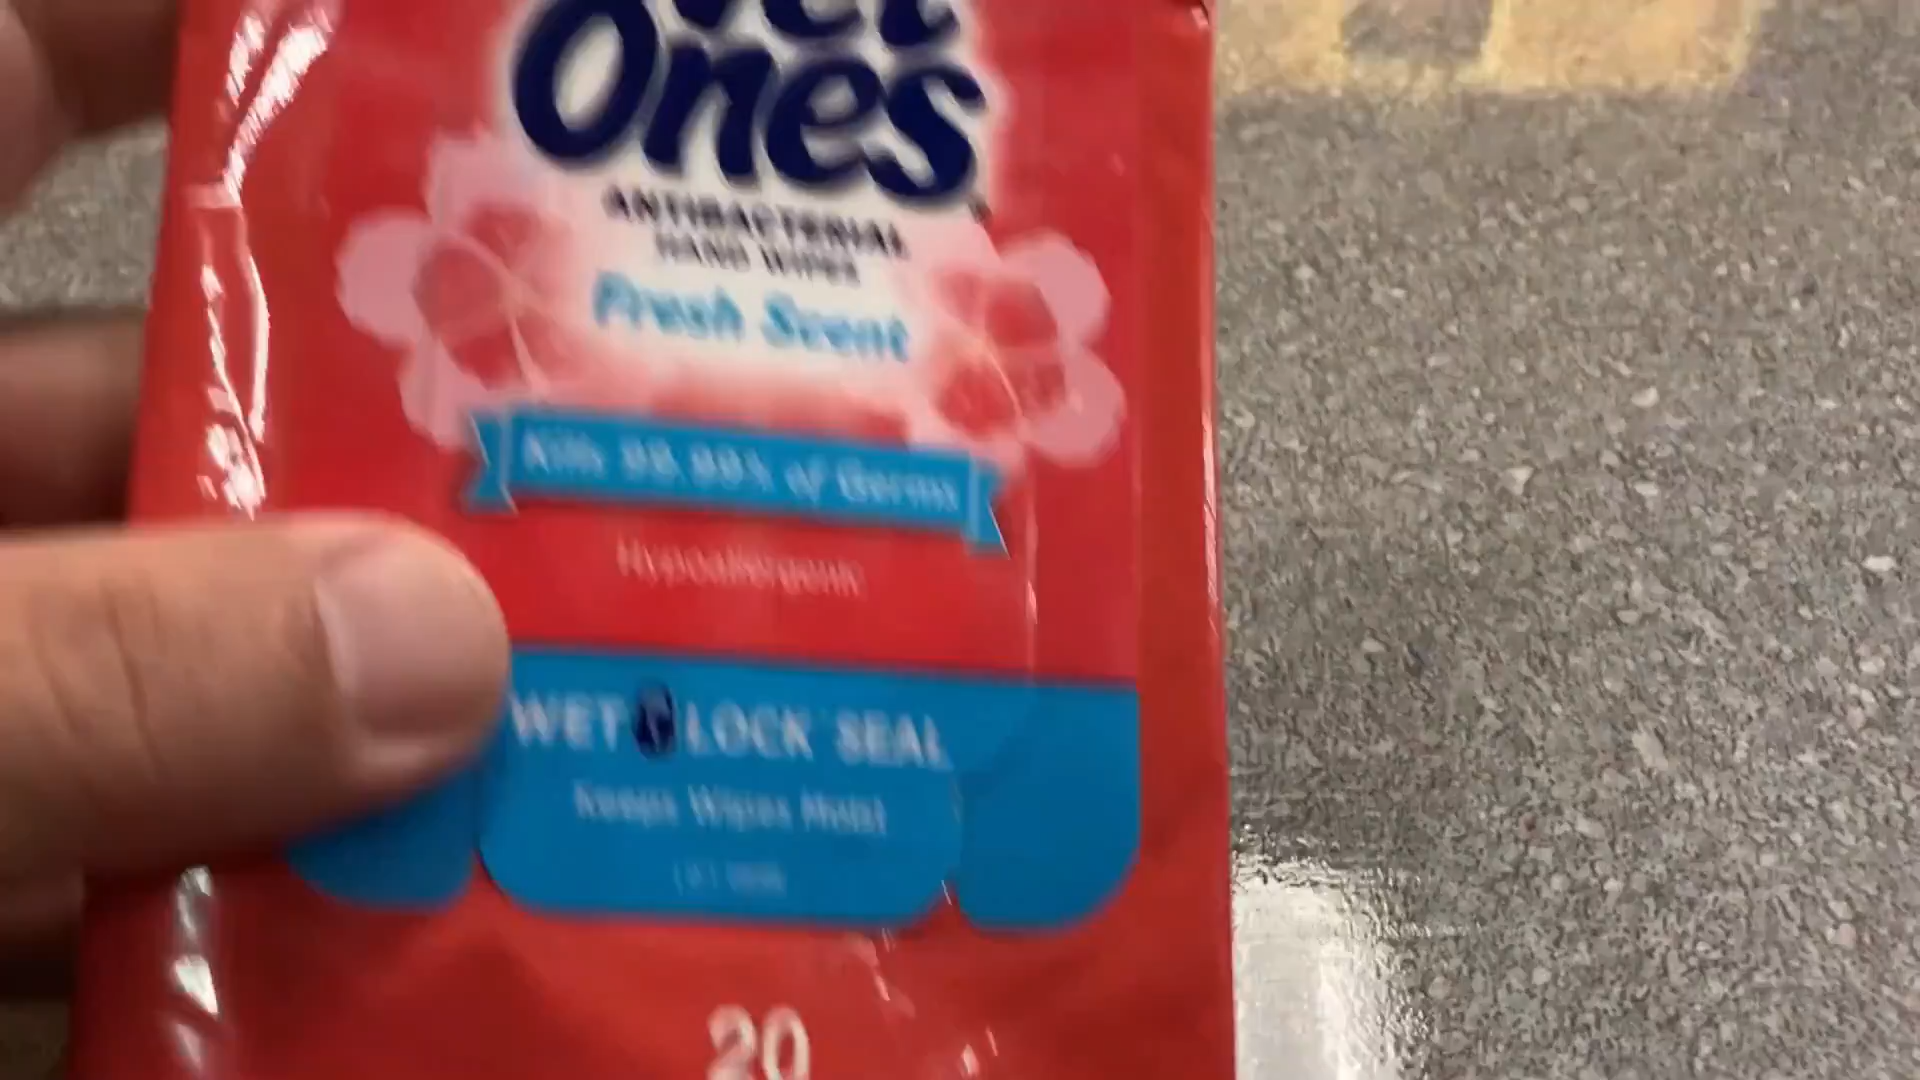 Wet
Ones
ANTIBACTERIAL
HAND WIPES
Fresh Scent
Kills 99.99% of Germs
Hypoallergenic
WET LOCK SEAL
Keeps Wipes Moist
20